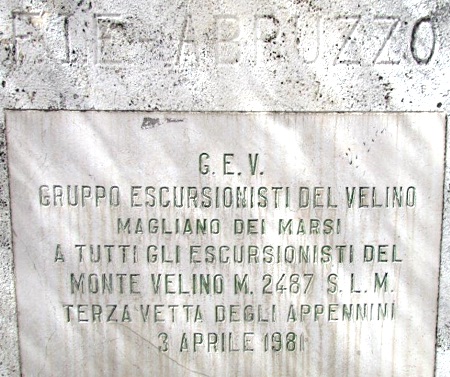 FIE ABRUZZO
G. E. V.
GRUPPO ESCURSIONISTI DEL VELINO
MAGLIANO DEI MARSI
A TUTTI GLI ESCURSIONISTI DEL
MONTE VELINO M. 2487 S. L. M.
TERZA VETTA DEGLI APPENNINI
3 APRILE 1981